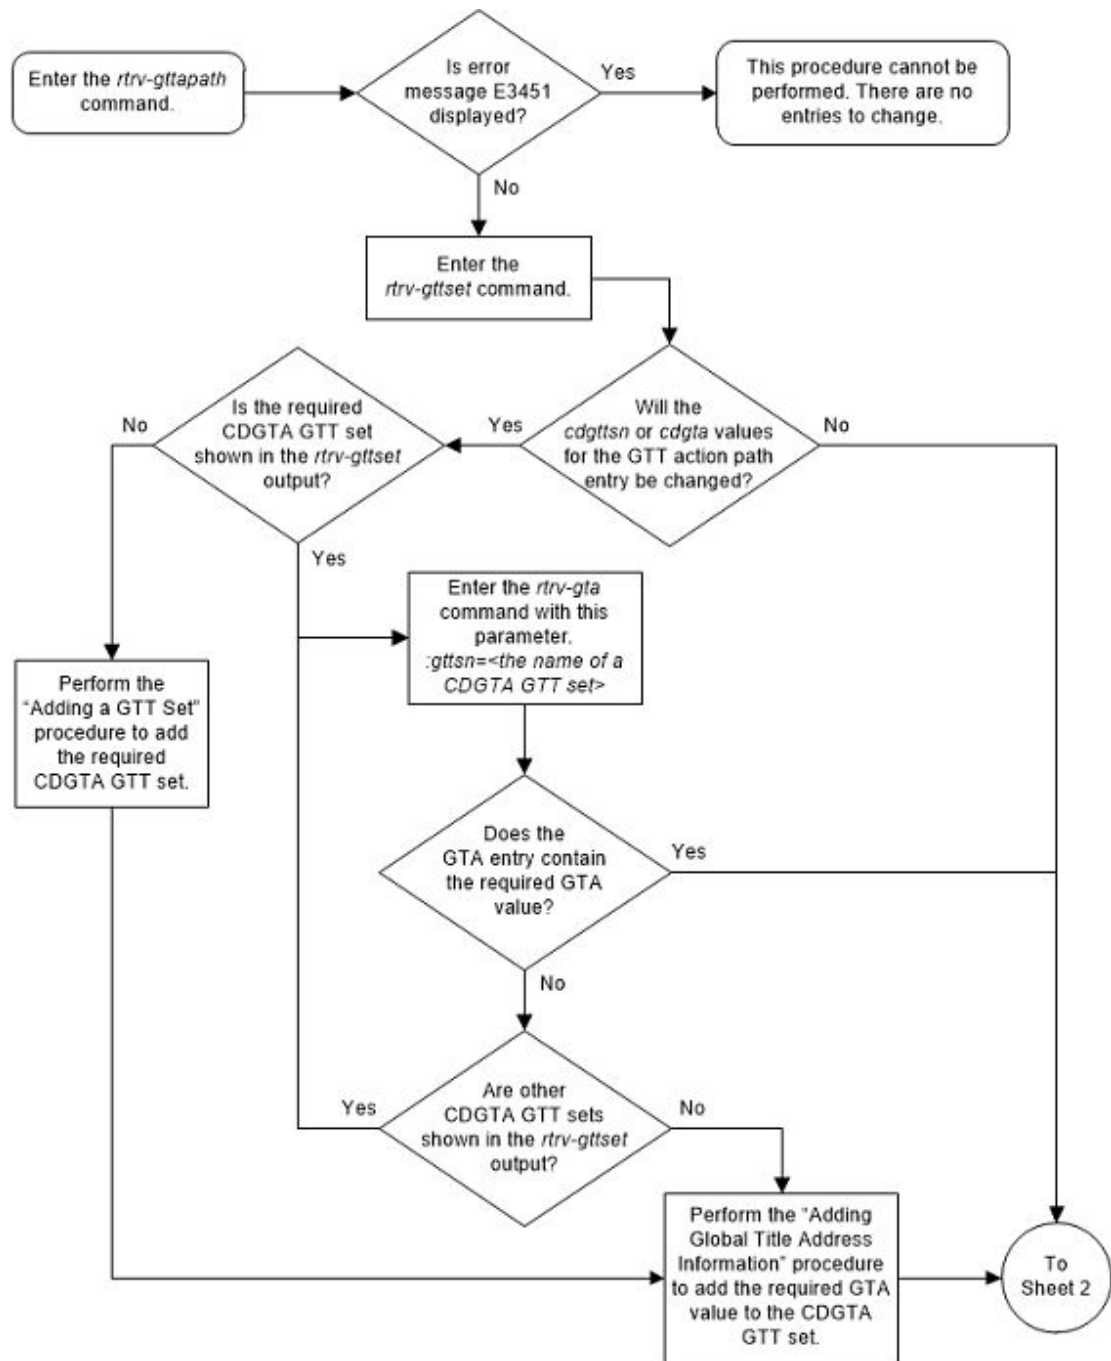 Enter the rtrv-gttapath
command.
Is error
message E3451
displayed?
Yes
This procedure cannot be
performed. There are no
entries to change.
No
Enter the
rtrv-gttset command.
No
Is the required
CDGTA GTT set
shown in the rtrv-gttset
output?
Yes
Will the
cdgttsn or cdgta values
for the GTT action path
entry be changed?
No
Yes
Enter the rtrv-gta
command with this
parameter.
:gttsn=<the name of a
CDGTA GTT set>
Perform the
"Adding a GTT Set"
procedure to add
the required
CDGTA GTT set.
Does the
GTA entry contain
the required GTA
value?
Yes
No
Yes
Are other
CDGTA GTT sets
shown in the rtrv-gttset
output?
No
Perform the "Adding
Global Title Address
Information" procedure
to add the required GTA
value to the CDGTA
GTT set.
To
Sheet 2